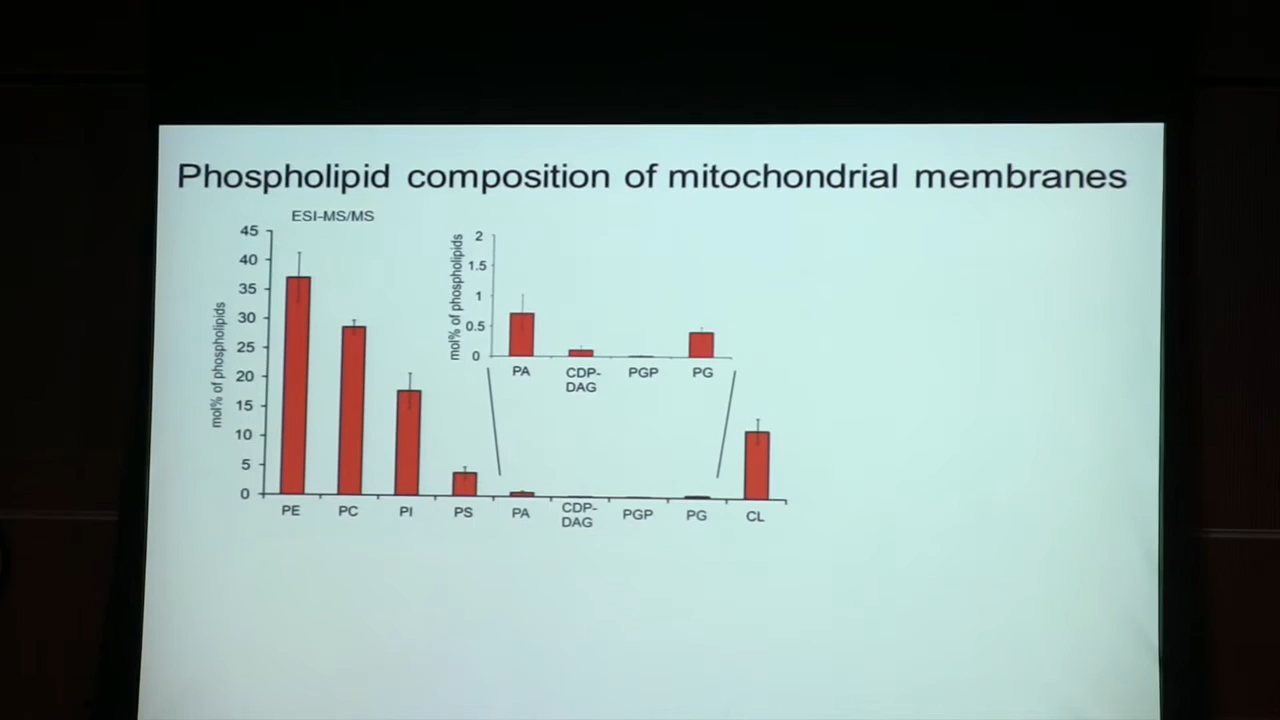 Phospholipid composition of mitochondrial membranes
ESI-MS/MS
mol% of phospholipids
45
40
35
30
25
20
15
10
5
0
PE PC PI PS PA CDP-DAG PGP PG CL
mol% of phospholipids
2
1.5
1
0.5
0
PA CDP-DAG PGP PG